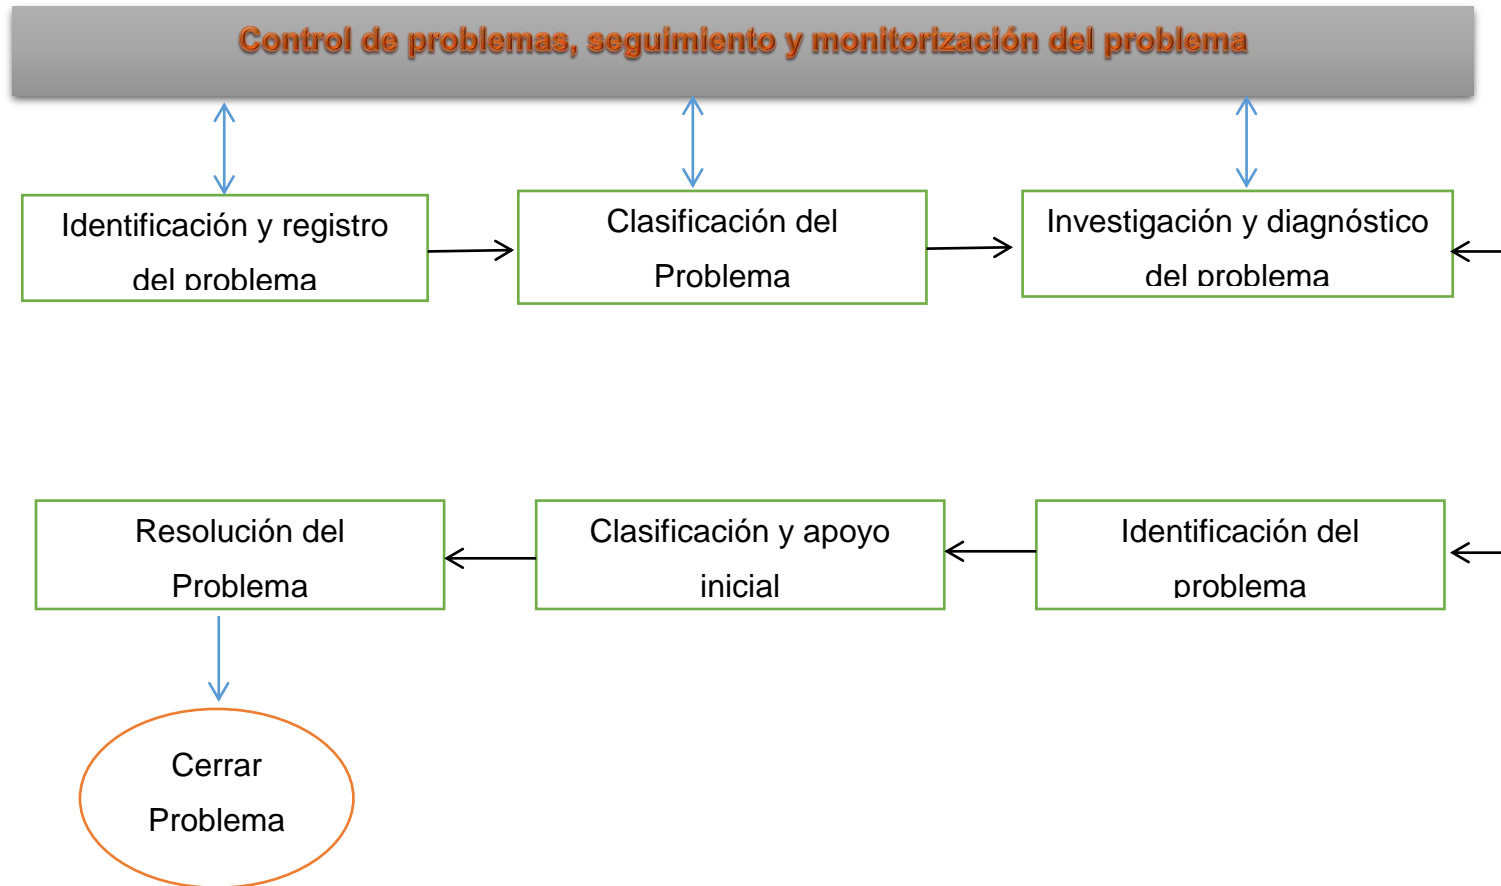 Control de problemas, seguimiento y monitorización del problema
Identificación y registro
del problema
Clasificación del
Problema
Investigación y diagnóstico
del problema
Resolución del
Problema
Clasificación y apoyo
inicial
Identificación del
problema
Cerrar
Problema